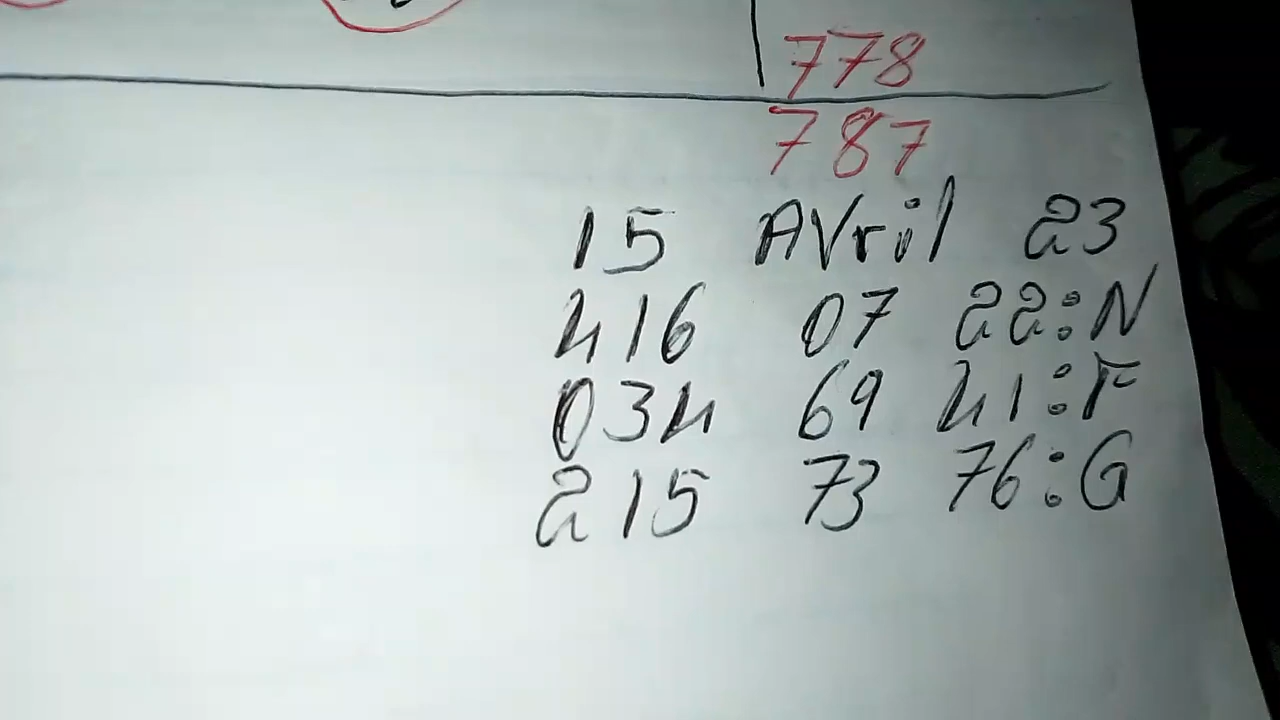 778
787
15 AVril 23
416 07 22:N
034 69 41:F
215 73 76:G